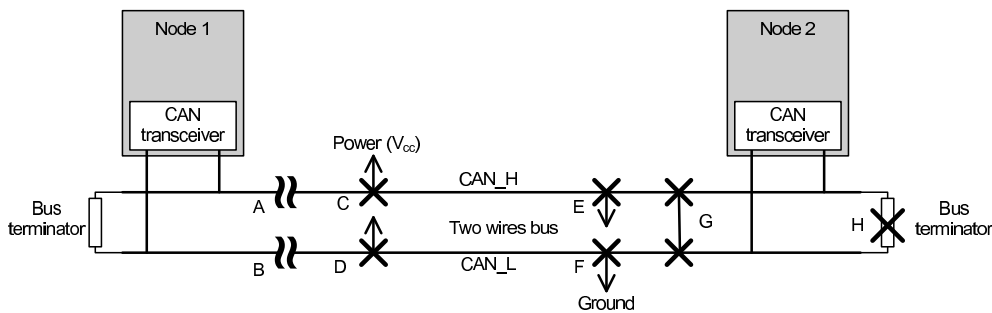 Node 1
Node 2
CAN
transceiver
CAN
transceiver
Power (Vcc)
CAN_H
Bus
terminator
A
C
E
G
H
Bus
terminator
Two wires bus
B
D
CAN_L
F
Ground